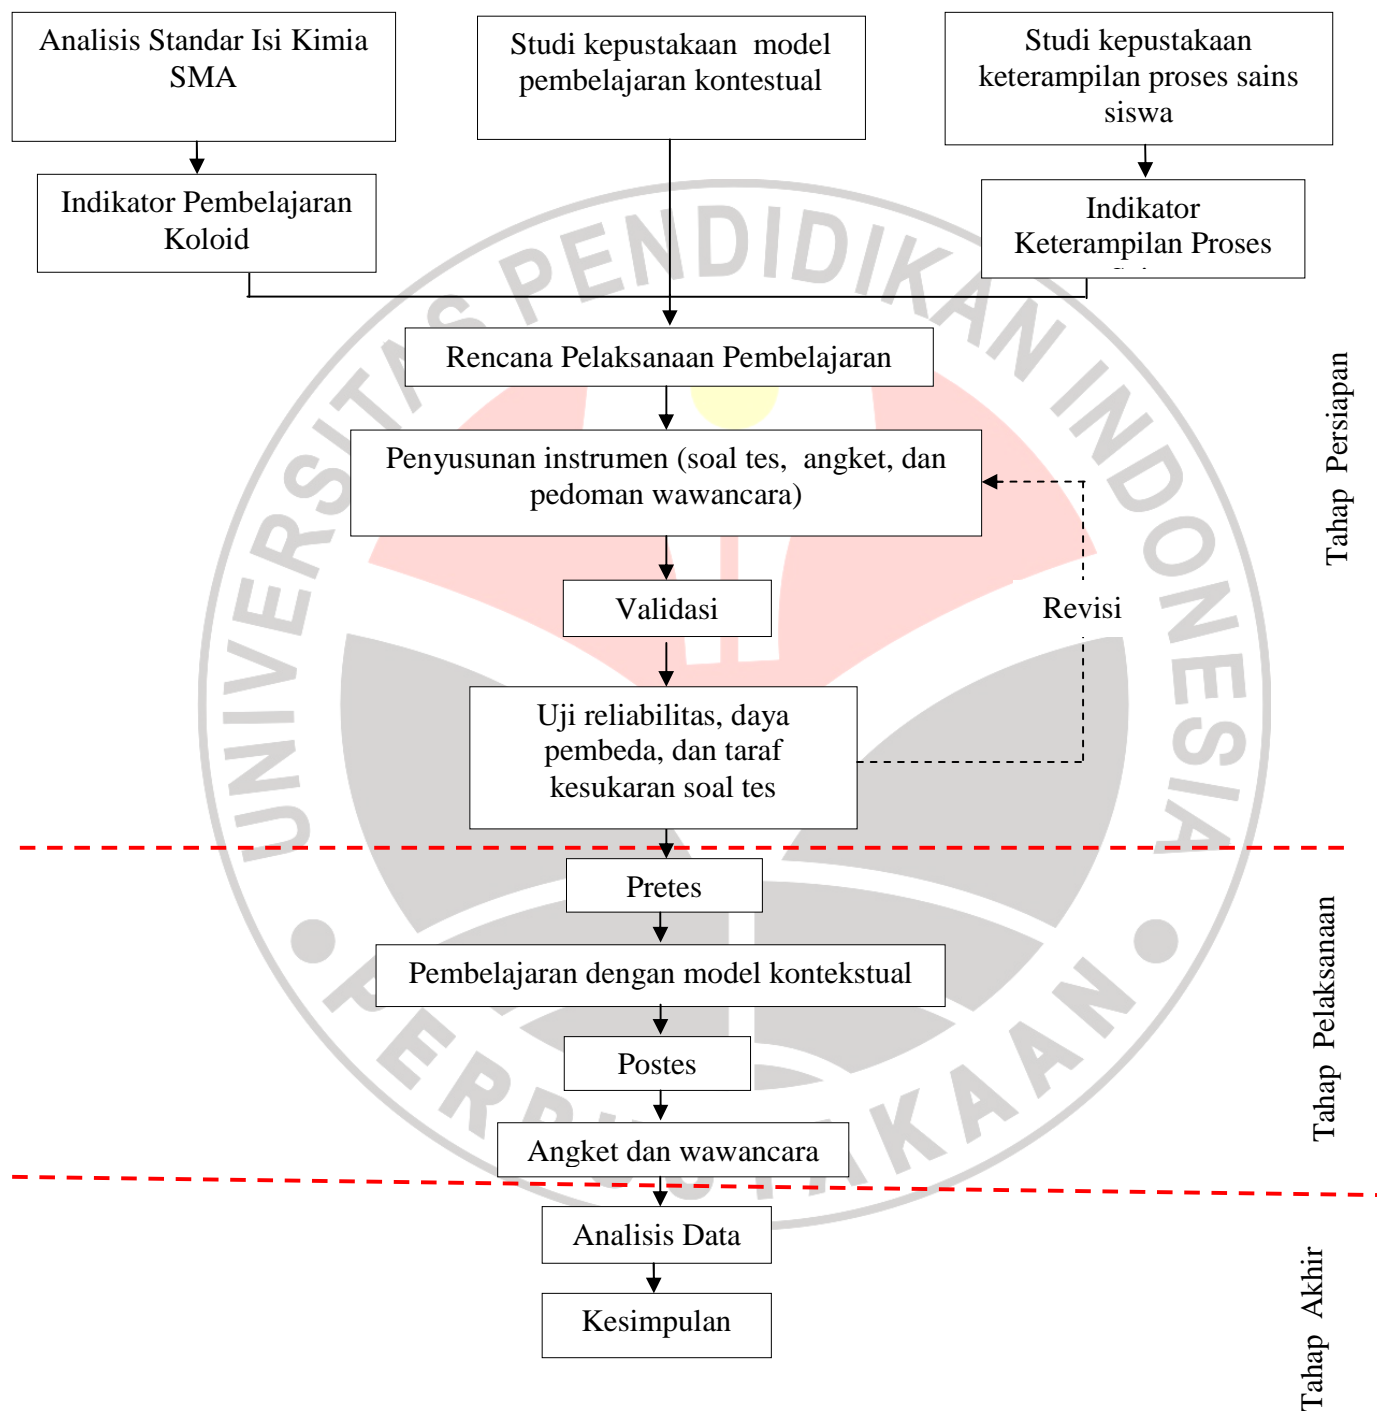 Analisis Standar Isi Kimia
SMA
Studi kepustakaan model
pembelajaran kontestual
Studi kepustakaan
keterampilan proses sains
siswa
Indikator Pembelajaran
Koloid
Indikator
Keterampilan Proses
Rencana Pelaksanaan Pembelajaran
Penyusunan instrumen (soal tes, angket, dan
pedoman wawancara)
Validasi
Revisi
Uji reliabilitas, daya
pembeda, dan taraf
kesukaran soal tes
Tahap Persiapan
Pretes
Pembelajaran dengan model kontekstual
Postes
Angket dan wawancara
Tahap Pelaksanaan
Analisis Data
Kesimpulan
Tahap Akhir
UNIVERSITAS PENDIDIKAN INDONESIA
PERPUSTAKAAN